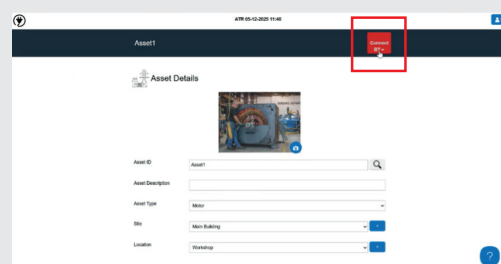 ATR 05-12-2025 11:40
Asset1
Connect
BT
Asset Details
Asset ID
Asset1
Asset Description
Asset Type
Motor
Site
Main Building
+
Location
Workshop
+
?